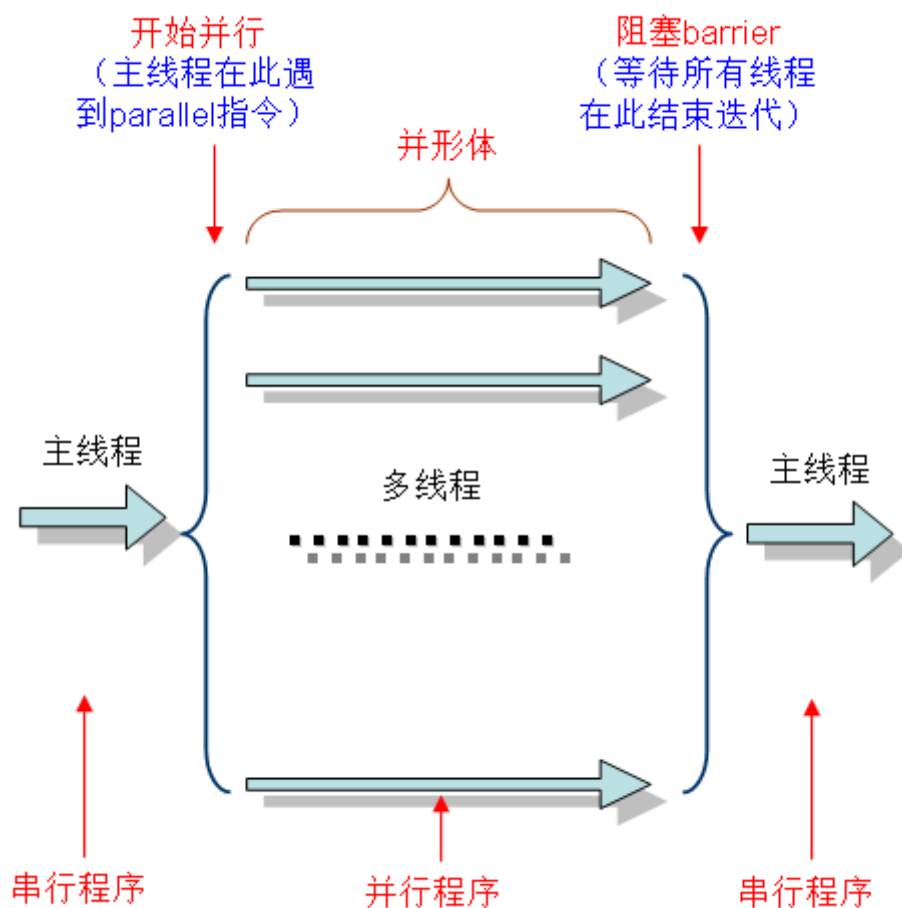 开始并行
（主线程在此遇
到parallel指令）
阻塞barrier
（等待所有线程
在此结束迭代）
并形体
主线程
多线程
主线程
串行程序
并行程序
串行程序